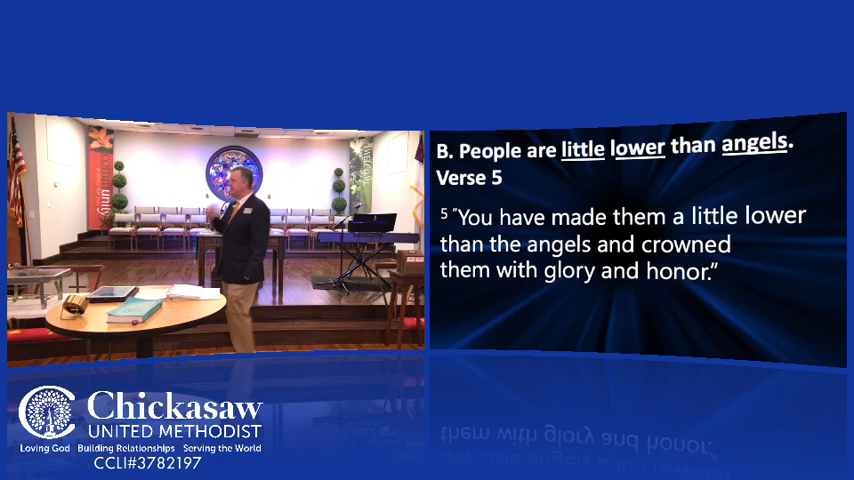 B. People are little lower than angels.
Verse 5
5 "You have made them a little lower
than the angels and crowned
them with glory and honor."
Chickasaw
UNITED METHODIST
Loving God Building Relationships Serving the World
CCLI#3782197